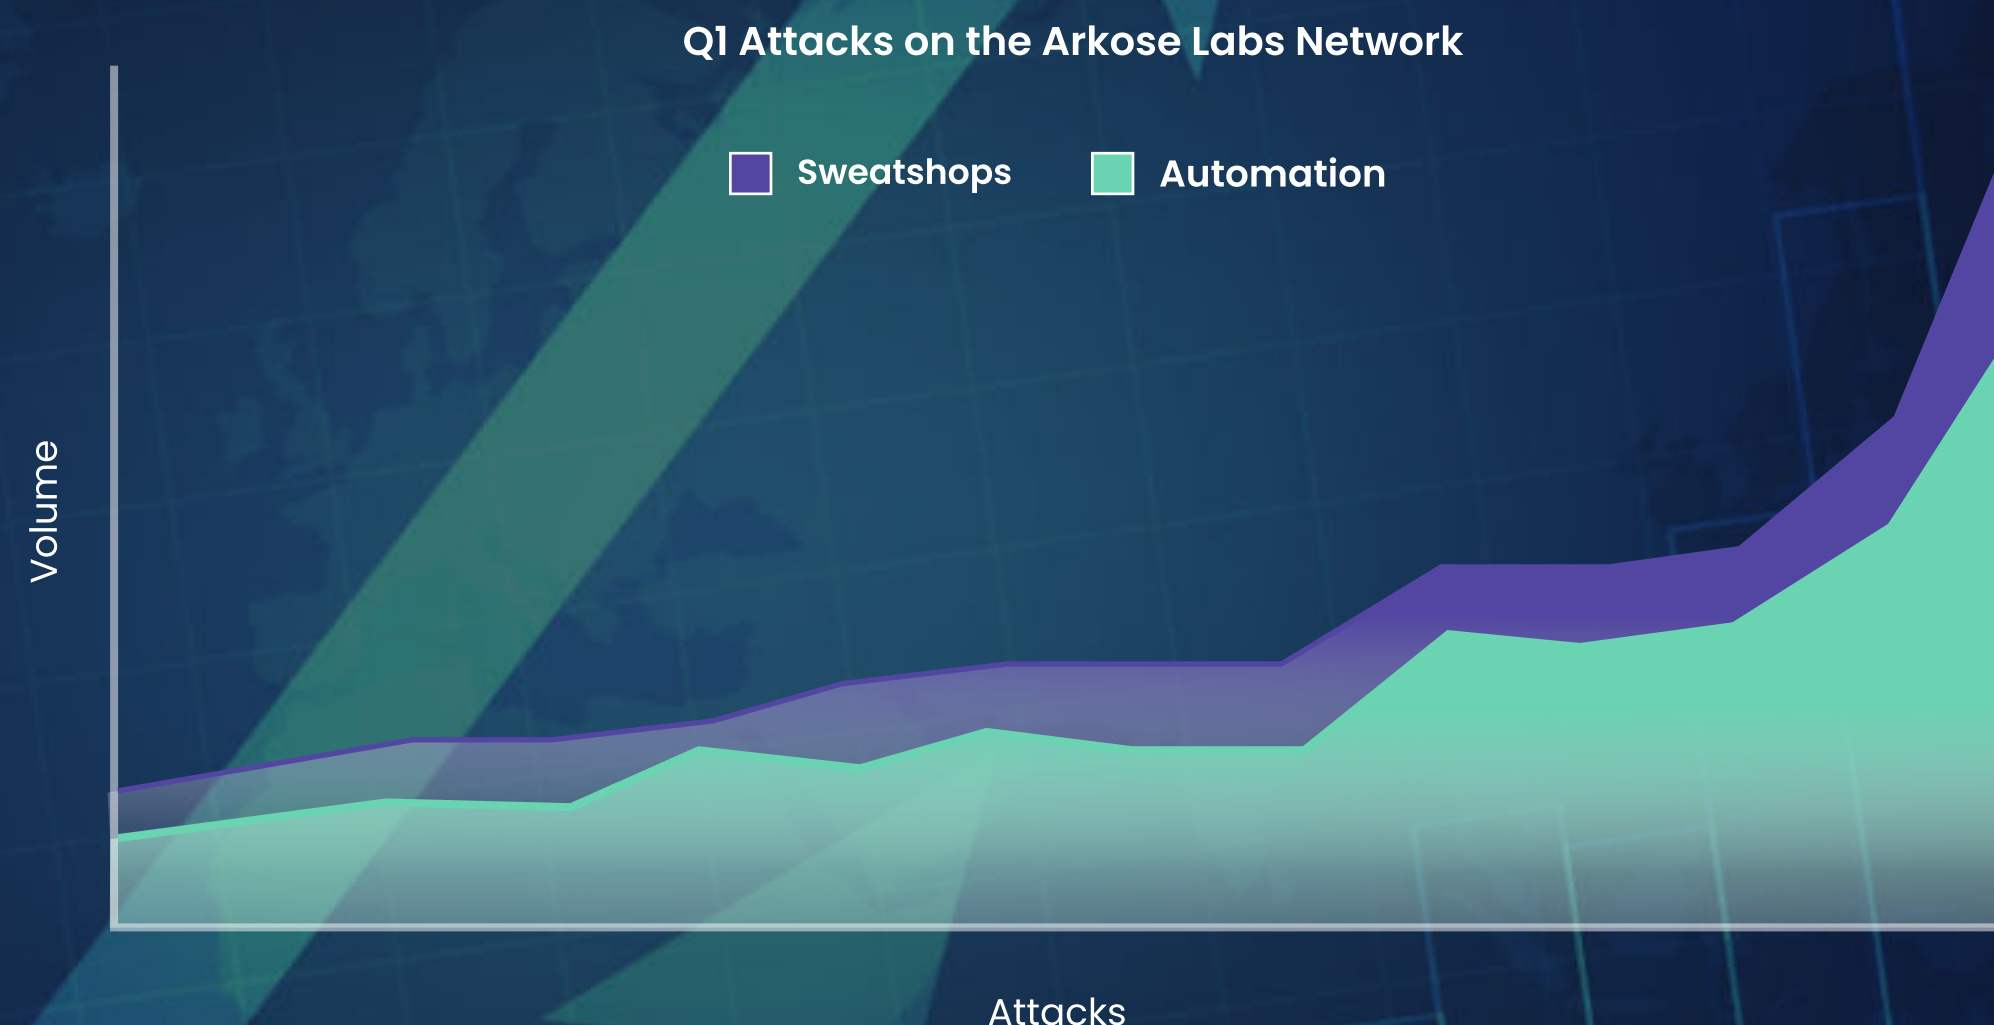 Q1 Attacks on the Arkose Labs Network
Sweatshops
Automation
Volume
Attacks